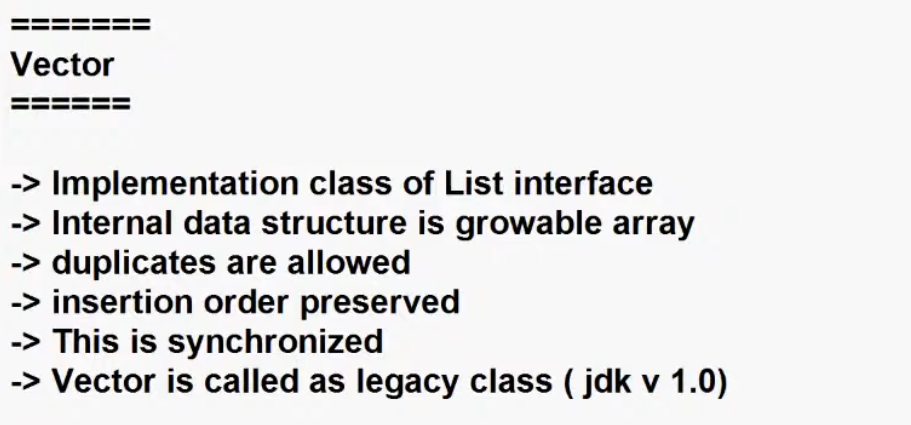 =======
Vector
======
-> Implementation class of List interface
-> Internal data structure is growable array
-> duplicates are allowed
-> insertion order preserved
-> This is synchronized
-> Vector is called as legacy class ( jdk v 1.0)